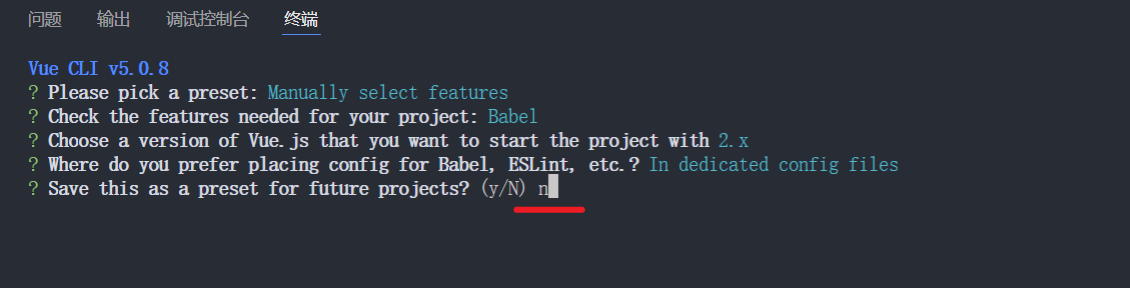 问题 输出 调试控制台 终端
Vue CLI v5.0.8
? Please pick a preset: Manually select features
? Check the features needed for your project: Babel
? Choose a version of Vue.js that you want to start the project with 2.x
? Where do you prefer placing config for Babel, ESLint, etc.? In dedicated config files
? Save this as a preset for future projects? (y/N) n